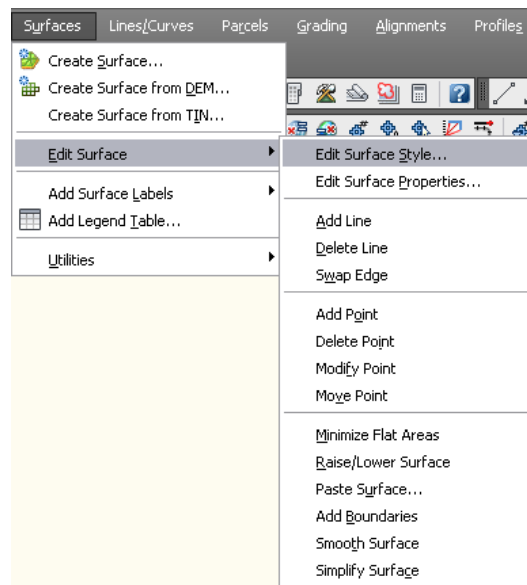 Surfaces Lines/Curves Parcels Grading Alignments Profiles
Create Surface...
Create Surface from DEM...
Create Surface from TIN...
Edit Surface
Add Surface Labels
Add Legend Table...
Utilities
Edit Surface Style...
Edit Surface Properties...
Add Line
Delete Line
Swap Edge
Add Point
Delete Point
Modify Point
Move Point
Minimize Flat Areas
Raise/Lower Surface
Paste Surface...
Add Boundaries
Smooth Surface
Simplify Surface